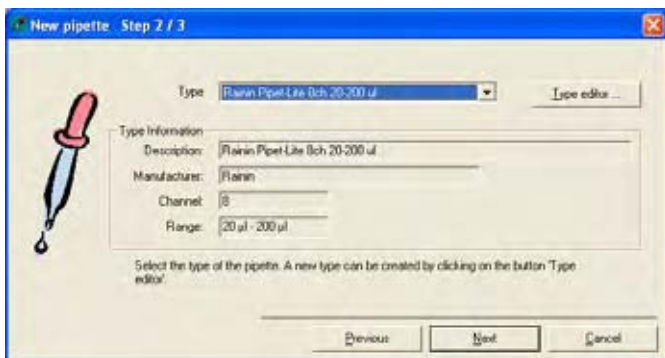 New pipette Step 2 / 3
Type Rainin Pipet-Lite 8ch 20-200 ul Type editor ...
Type Information
Description: Rainin Pipet-Lite 8ch 20-200 ul
Manufacturer: Rainin
Channel: 8
Range: 20 µl - 200 µl
Select the type of the pipette. A new type can be created by clicking on the button 'Type
editor'.
Previous Next Cancel